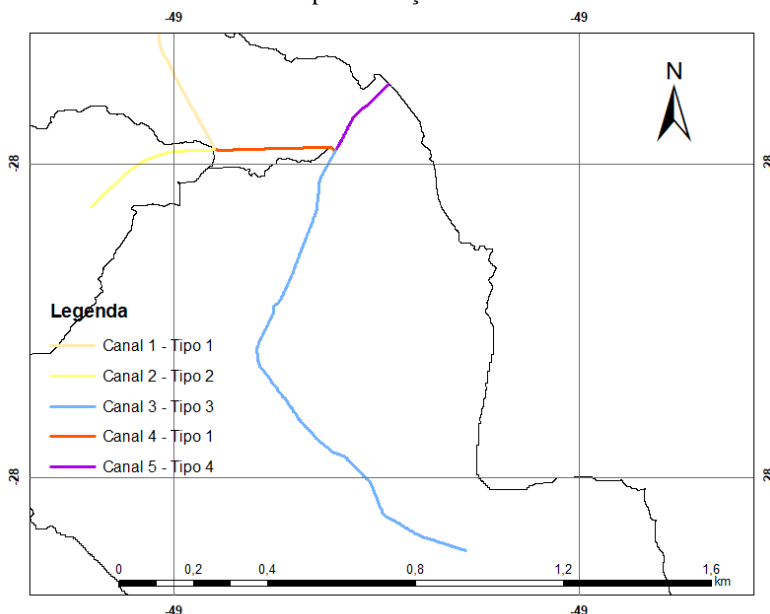 -49 -49
N
-28 -28
Legenda
Canal 1 - Tipo 1
Canal 2 - Tipo 2
Canal 3 - Tipo 3
Canal 4 - Tipo 1
Canal 5 - Tipo 4
-28 -28
0 0,2 0,4 0,8 1,2 1,6
km
-49 -49